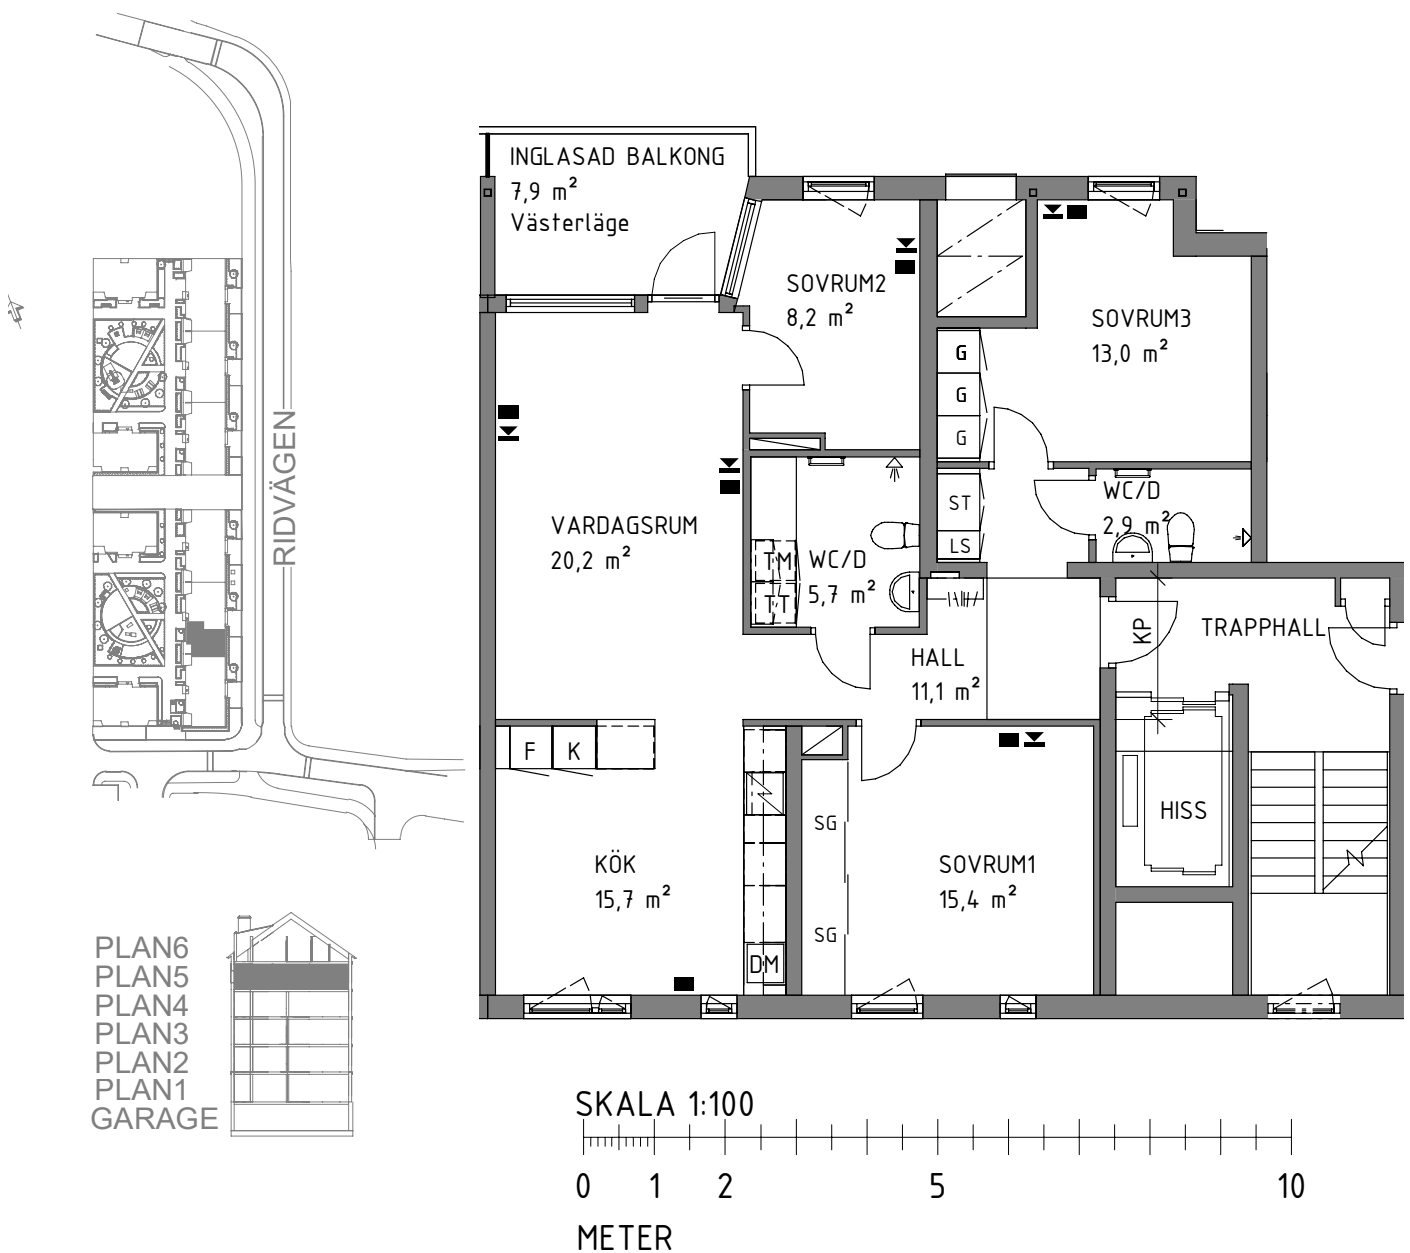 RIDVÄGEN
INGLASAD BALKONG
7,9 m²
Västerläge
SOVRUM2
8,2 m²
SOVRUM3
13,0 m²
G
G
G
VARDAGSRUM
20,2 m²
WC/D
5,7 m²
TM
TT
ST
LS
WC/D
2,9 m²
HALL
11,1 m²
KP
TRAPPHALL
HISS
F
K
KÖK
15,7 m²
DM
SG
SG
SOVRUM1
15,4 m²
PLAN6
PLAN5
PLAN4
PLAN3
PLAN2
PLAN1
GARAGE
SKALA 1:100
0 1 2 5 10
METER